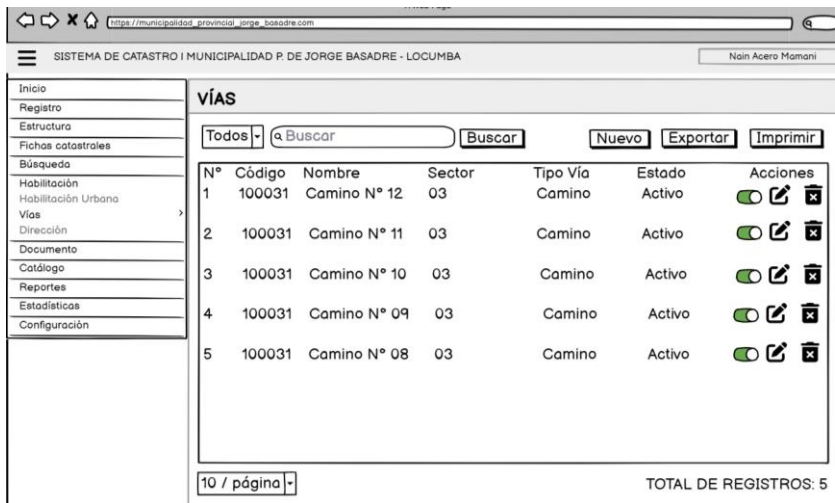 https://municipalidad_provincial_jorge_basadre.com
SISTEMA DE CATASTRO I MUNICIPALIDAD P. DE JORGE BASADRE - LOCUMBA
Nain Acero Mamani
Inicio
Registro
Estructura
Fichas catastrales
Búsqueda
Habilitación
Habilitación Urbana
Vías >
Dirección
Documento
Catálogo
Reportes
Estadísticas
Configuración
VÍAS
Todos Buscar Buscar Nuevo Exportar Imprimir
N° Código Nombre Sector Tipo Vía Estado Acciones
1 100031 Camino N° 12 03 Camino Activo
2 100031 Camino N° 11 03 Camino Activo
3 100031 Camino N° 10 03 Camino Activo
4 100031 Camino N° 09 03 Camino Activo
5 100031 Camino N° 08 03 Camino Activo
10 / página TOTAL DE REGISTROS: 5